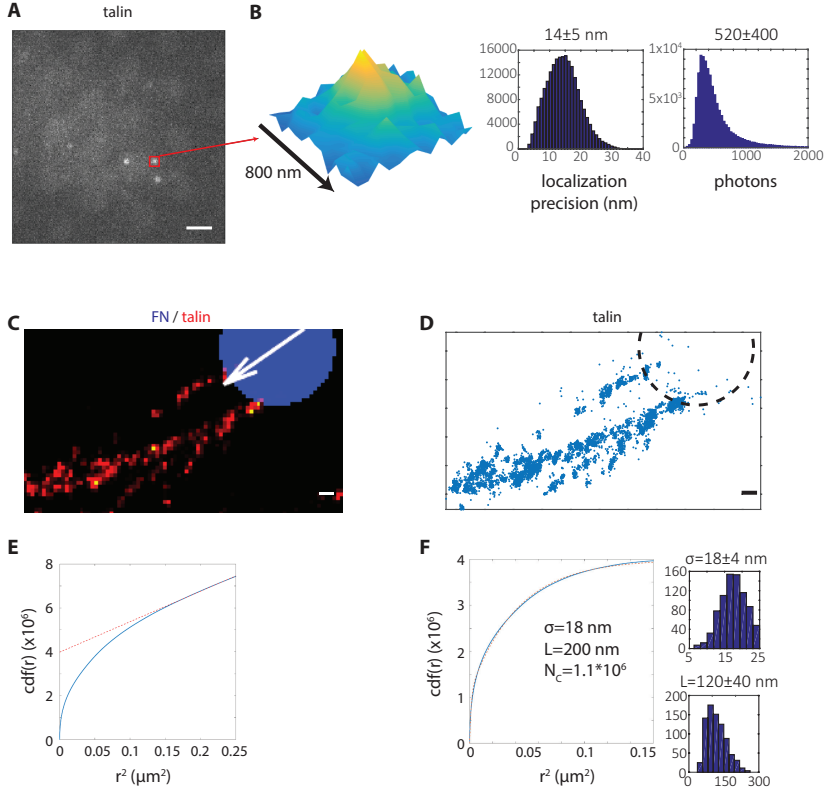 A
talin
B
800 nm
14±5 nm
16000
12000
8000
4000
0
0 10 20 30 40
localization
precision (nm)
520±400
1x10⁴
5x10³
0
0 1000 2000
photons
C
FN / talin
D
talin
E
8
6
4
2
0
cdf(r) (x10⁶)
0 0.05 0.1 0.15 0.2 0.25
r² (µm²)
F
4
3
2
1
0
cdf(r) (x10⁶)
σ=18 nm
L=200 nm
N_C=1.1*10⁶
0 0.05 0.1 0.15
r² (µm²)
σ=18±4 nm
160
120
80
40
0
5 15 25
L=120±40 nm
200
150
100
50
0
0 150 300